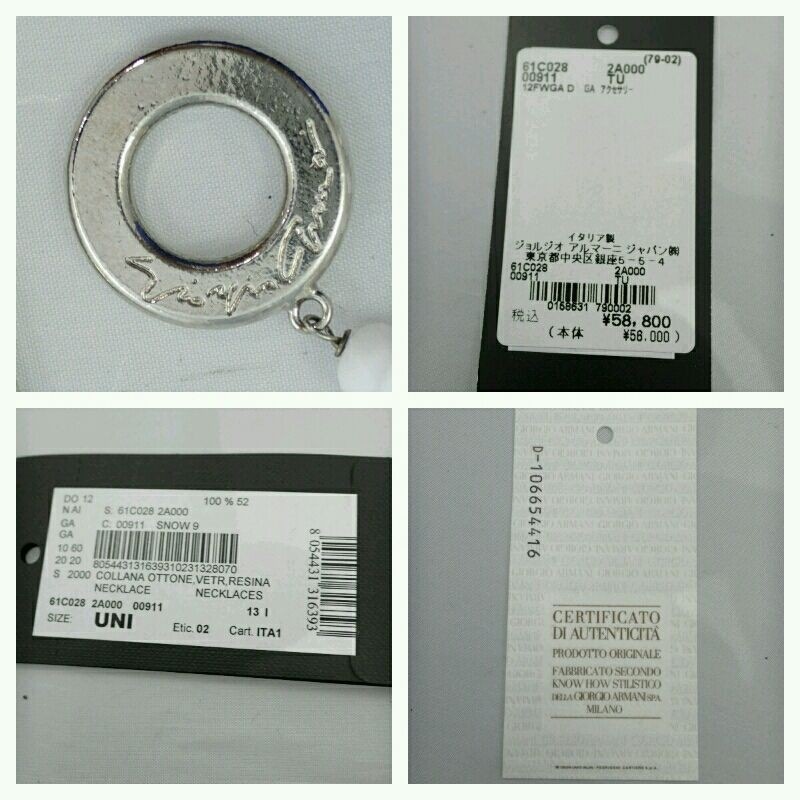 Giorgio Armani
61C028 2A000 (79-02)
00911 TU
12FWGA D GA アクセサリー
イタリア製
ジョルジオ アルマーニ ジャパン㈱
東京都中央区銀座5-5-4
61C028 2A000
00911 TU
0158631 790002
税込 ¥58,800
(本体 ¥56,000)
DO 12 100 % 52
N AI S. 61C028 2A000
GA C. 00911 SNOW 9
GA
10 60
20 20 805443131639310231328070
S 2000 COLLANA OTTONE,VETR,RESINA
NECKLACE NECKLACES
61C028 2A000 00911 13 I
SIZE: UNI Etic. 02 Cart. ITA1
8 054431 316393
D-106654416
CERTIFICATO
DI AUTENTICITÀ
PRODOTTO ORIGINALE
FABBRICATO SECONDO
KNOW HOW STILISTICO
DELLA GIORGIO ARMANI S.P.A.
MILANO